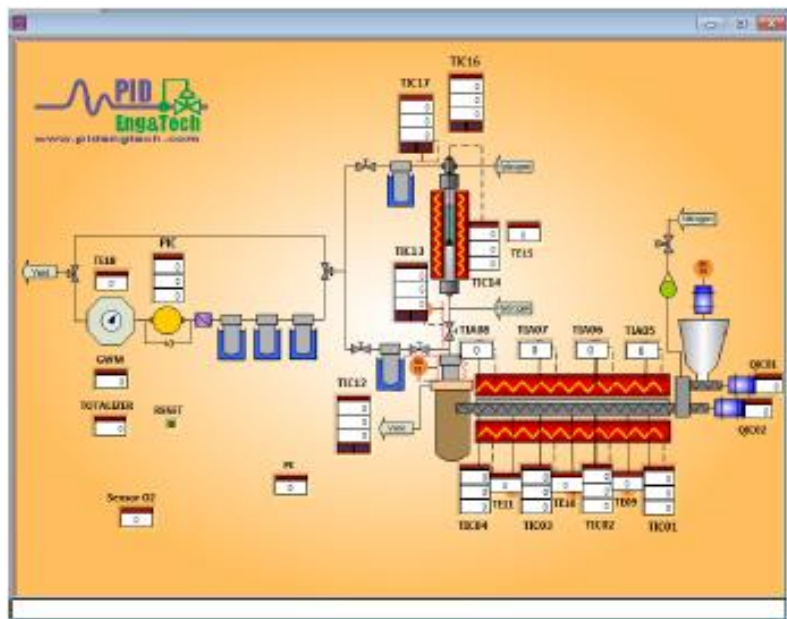 PID
Eng&Tech
www.pidengtech.com
TIC16
TIC17
Nitrogen
Nitrogen
TIC13
TIC14
TE15
PIC
TE18
Vent
Nitrogen
TIA08
TIA07
TIA06
TIA05
GWM
TOTALIZER
RESET
TIC12
Vent
QIC01
QIC02
PE
Sensor O2
TIC04
TE11
TIC03
TE10
TIC02
TE09
TIC01